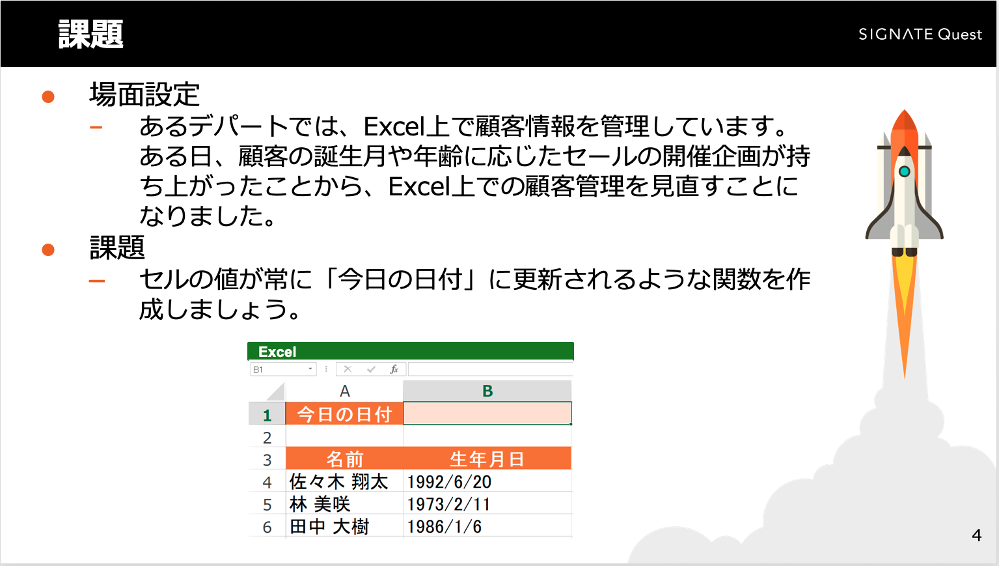 課題
SIGNATE Quest
場面設定
あるデパートでは、Excel上で顧客情報を管理しています。
ある日、顧客の誕生月や年齢に応じたセールの開催企画が持
ち上がったことから、Excel上での顧客管理を見直すことに
なりました。
課題
セルの値が常に「今日の日付」に更新されるような関数を作
成しましょう。
Excel
B1 fx
A B
1 今日の日付
2
3 名前 生年月日
4 佐々木 翔太 1992/6/20
5 林 美咲 1973/2/11
6 田中 大樹 1986/1/6
4